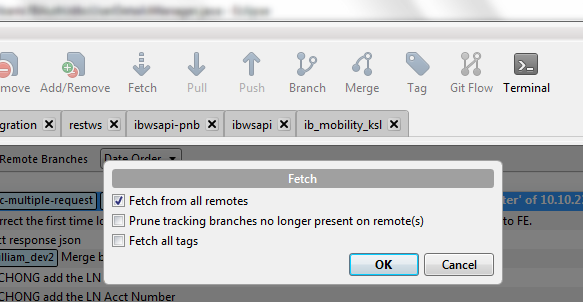 move Add/Remove Fetch Pull Push Branch Merge Tag Git Flow Terminal
gration restws ibwsapi-pnb ibwsapi ib_mobility_ksl
Remote Branches Date Order
Fetch
c-multiple-request ter' of 10.10.2
Fetch from all remotes
rrect the first time lo to FE.
Prune tracking branches no longer present on remote(s)
ct response json
Fetch all tags
illiam_dev2 Merge b
OK Cancel
CHONG add the LN
CHONG add the LN Acct Number